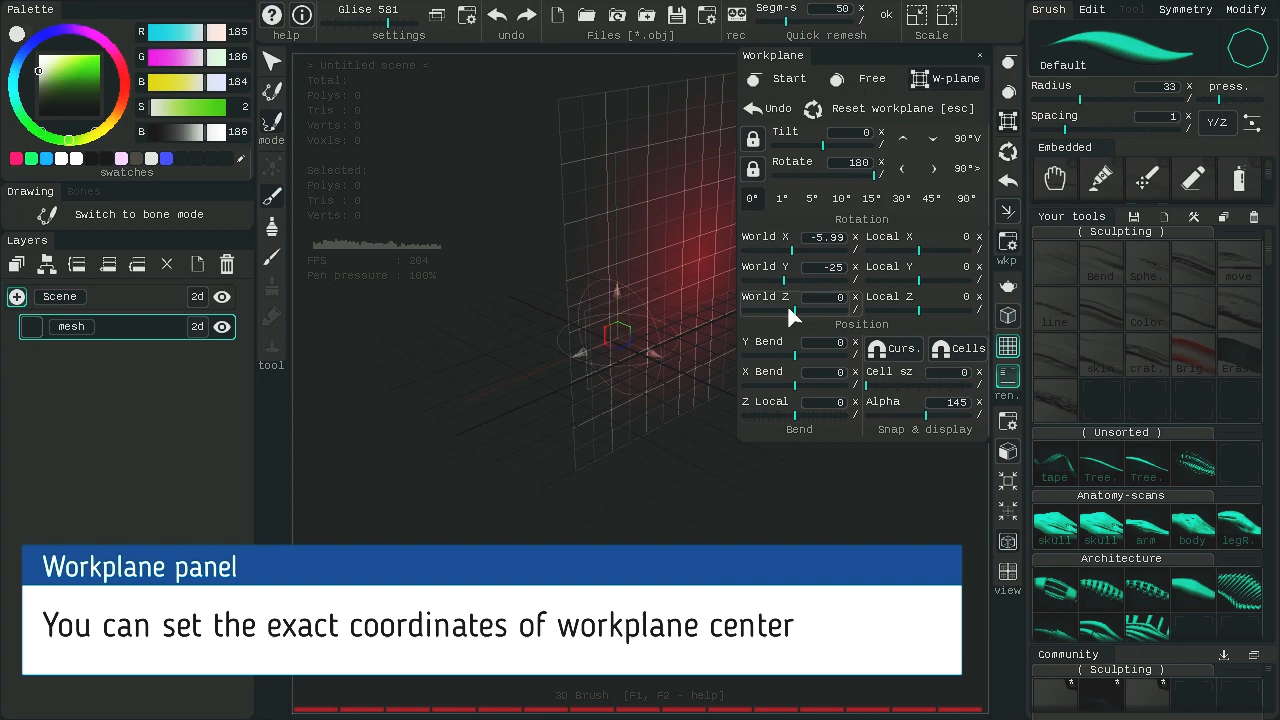 Palette
R 185
G 186
B 184
S 2
B 186
swatches
Drawing Bones
Switch to bone mode
Layers
Scene 2d
mesh 2d
help
Glise 581
settings
undo
Files [*.obj]
rec
Segm-s 50 x / ok
Quick remesh
Scale
mode
tool
> Untitled scene <
Total:
Polys: 0
Tris : 0
Verts: 0
Voxls: 0
Selected:
Polys: 0
Tris : 0
Verts: 0
FPS : 204
Pen pressure : 100%
Workplane x
Start Free W-plane
Undo Reset workplane [esc]
Tilt 0 x / 90°V
Rotate 180 x / 90°>
0° 1° 5° 10° 15° 30° 45° 90°
Rotation
World X -5.99 x / Local X 0 x /
World Y -25 x / Local Y 0 x /
World Z 0 x / Local Z 0 x /
Position
Y Bend 0 x / Curs. Cells
X Bend 0 x / Cell sz 0 x /
Z Local 0 x / Alpha 145 x /
Bend Snap & display
wkp
ren.
view
Brush Edit Tool Symmetry Modify
Default
Radius 33 press.
Spacing 1 Y/Z
Embedded
Your tools
( Sculpting )
Bend Sphe. move
line Color
skin crat. Brig. Eras
( Unsorted )
tape Tree. Tree.
Anatomy-scans
skull skull arm body legR.
Architecture
Community
( Sculpting )
Workplane panel
You can set the exact coordinates of workplane center
3D Brush [F1, F2 - help]